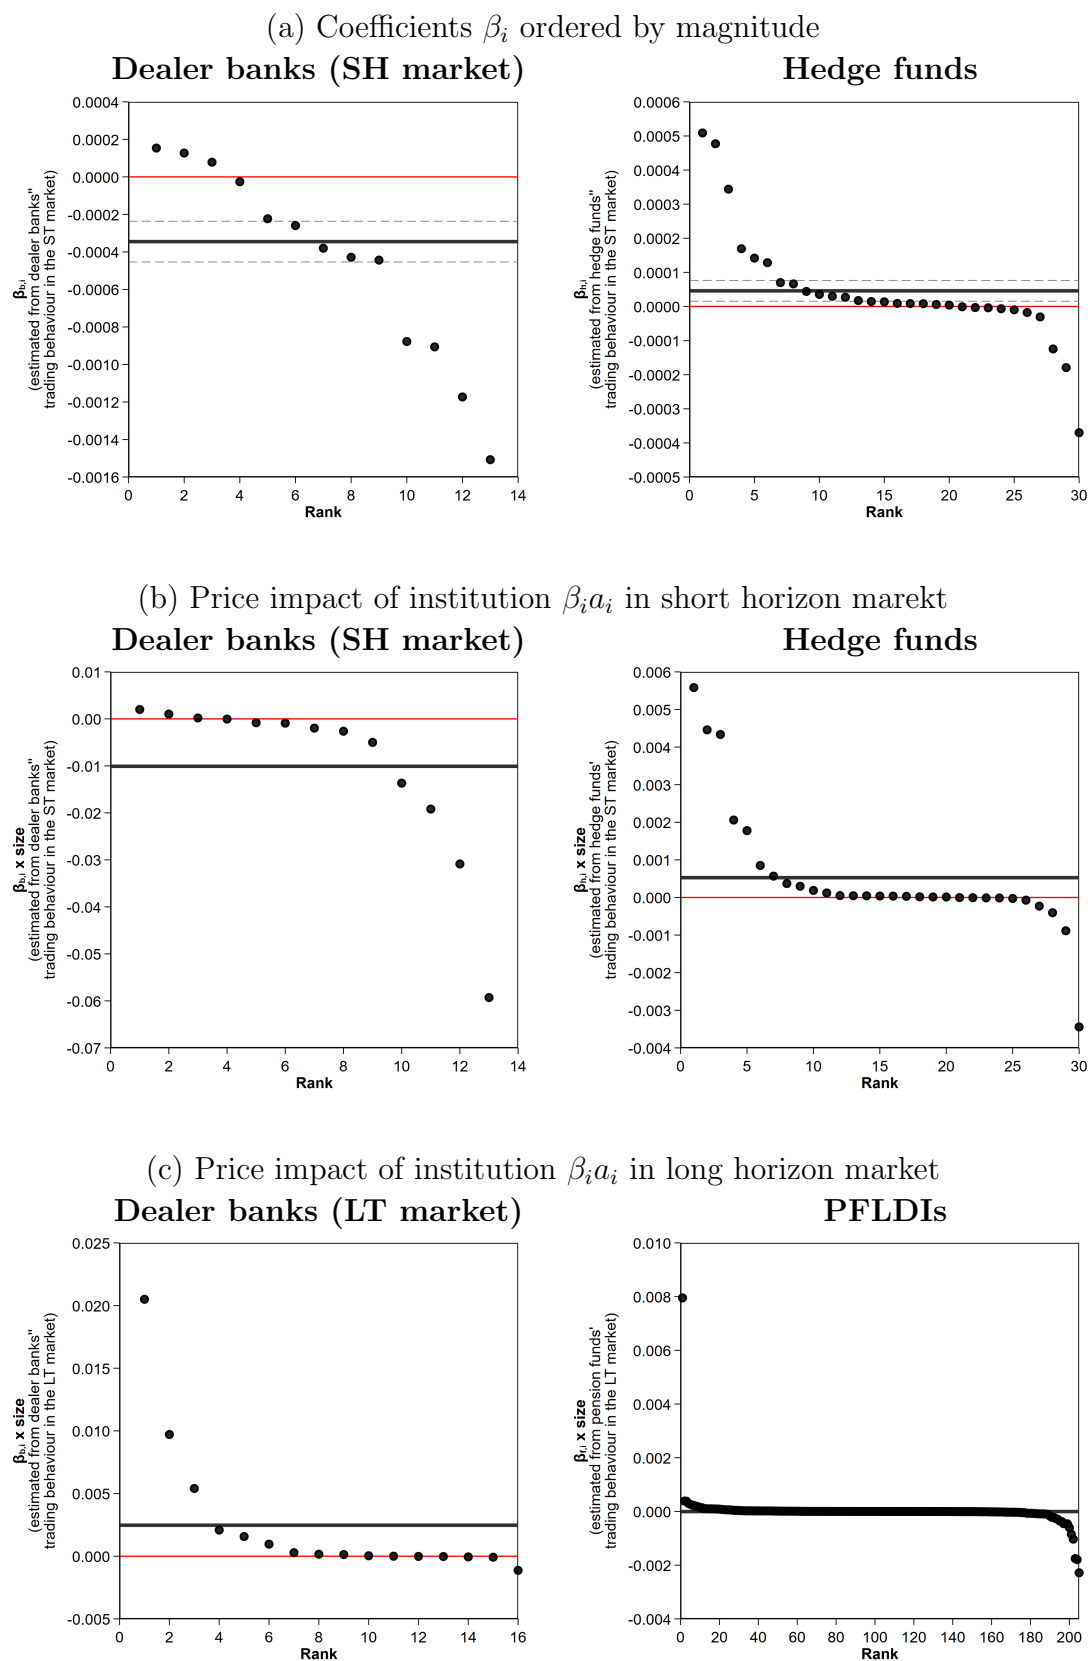 (a) Coefficients βi ordered by magnitude
Dealer banks (SH market)
Hedge funds
0.0004
0.0002
0.0000
-0.0002
-0.0004
-0.0006
-0.0008
-0.0010
-0.0012
-0.0014
-0.0016
βb,i
(estimated from dealer banks"
trading behaviour in the ST market)
0 2 4 6 8 10 12 14
Rank
0.0006
0.0005
0.0004
0.0003
0.0002
0.0001
0.0000
-0.0001
-0.0002
-0.0003
-0.0004
-0.0005
βh,i
(estimated from hedge funds"
trading behaviour in the ST market)
0 5 10 15 20 25 30
Rank
(b) Price impact of institution βiai in short horizon marekt
Dealer banks (SH market)
Hedge funds
0.01
0.00
-0.01
-0.02
-0.03
-0.04
-0.05
-0.06
-0.07
βb,i x size
(estimated from dealer banks"
trading behaviour in the ST market)
0 2 4 6 8 10 12 14
Rank
0.006
0.005
0.004
0.003
0.002
0.001
0.000
-0.001
-0.002
-0.003
-0.004
βh,i x size
(estimated from hedge funds'
trading behaviour in the ST market)
0 5 10 15 20 25 30
Rank
(c) Price impact of institution βiai in long horizon market
Dealer banks (LT market)
PFLDIs
0.025
0.020
0.015
0.010
0.005
0.000
-0.005
βb,i x size
(estimated from dealer banks"
trading behaviour in the LT market)
0 2 4 6 8 10 12 14 16
Rank
0.010
0.008
0.006
0.004
0.002
0.000
-0.002
-0.004
βf,i x size
(estimated from pension funds'
trading behaviour in the LT market)
0 20 40 60 80 100 120 140 160 180 200
Rank